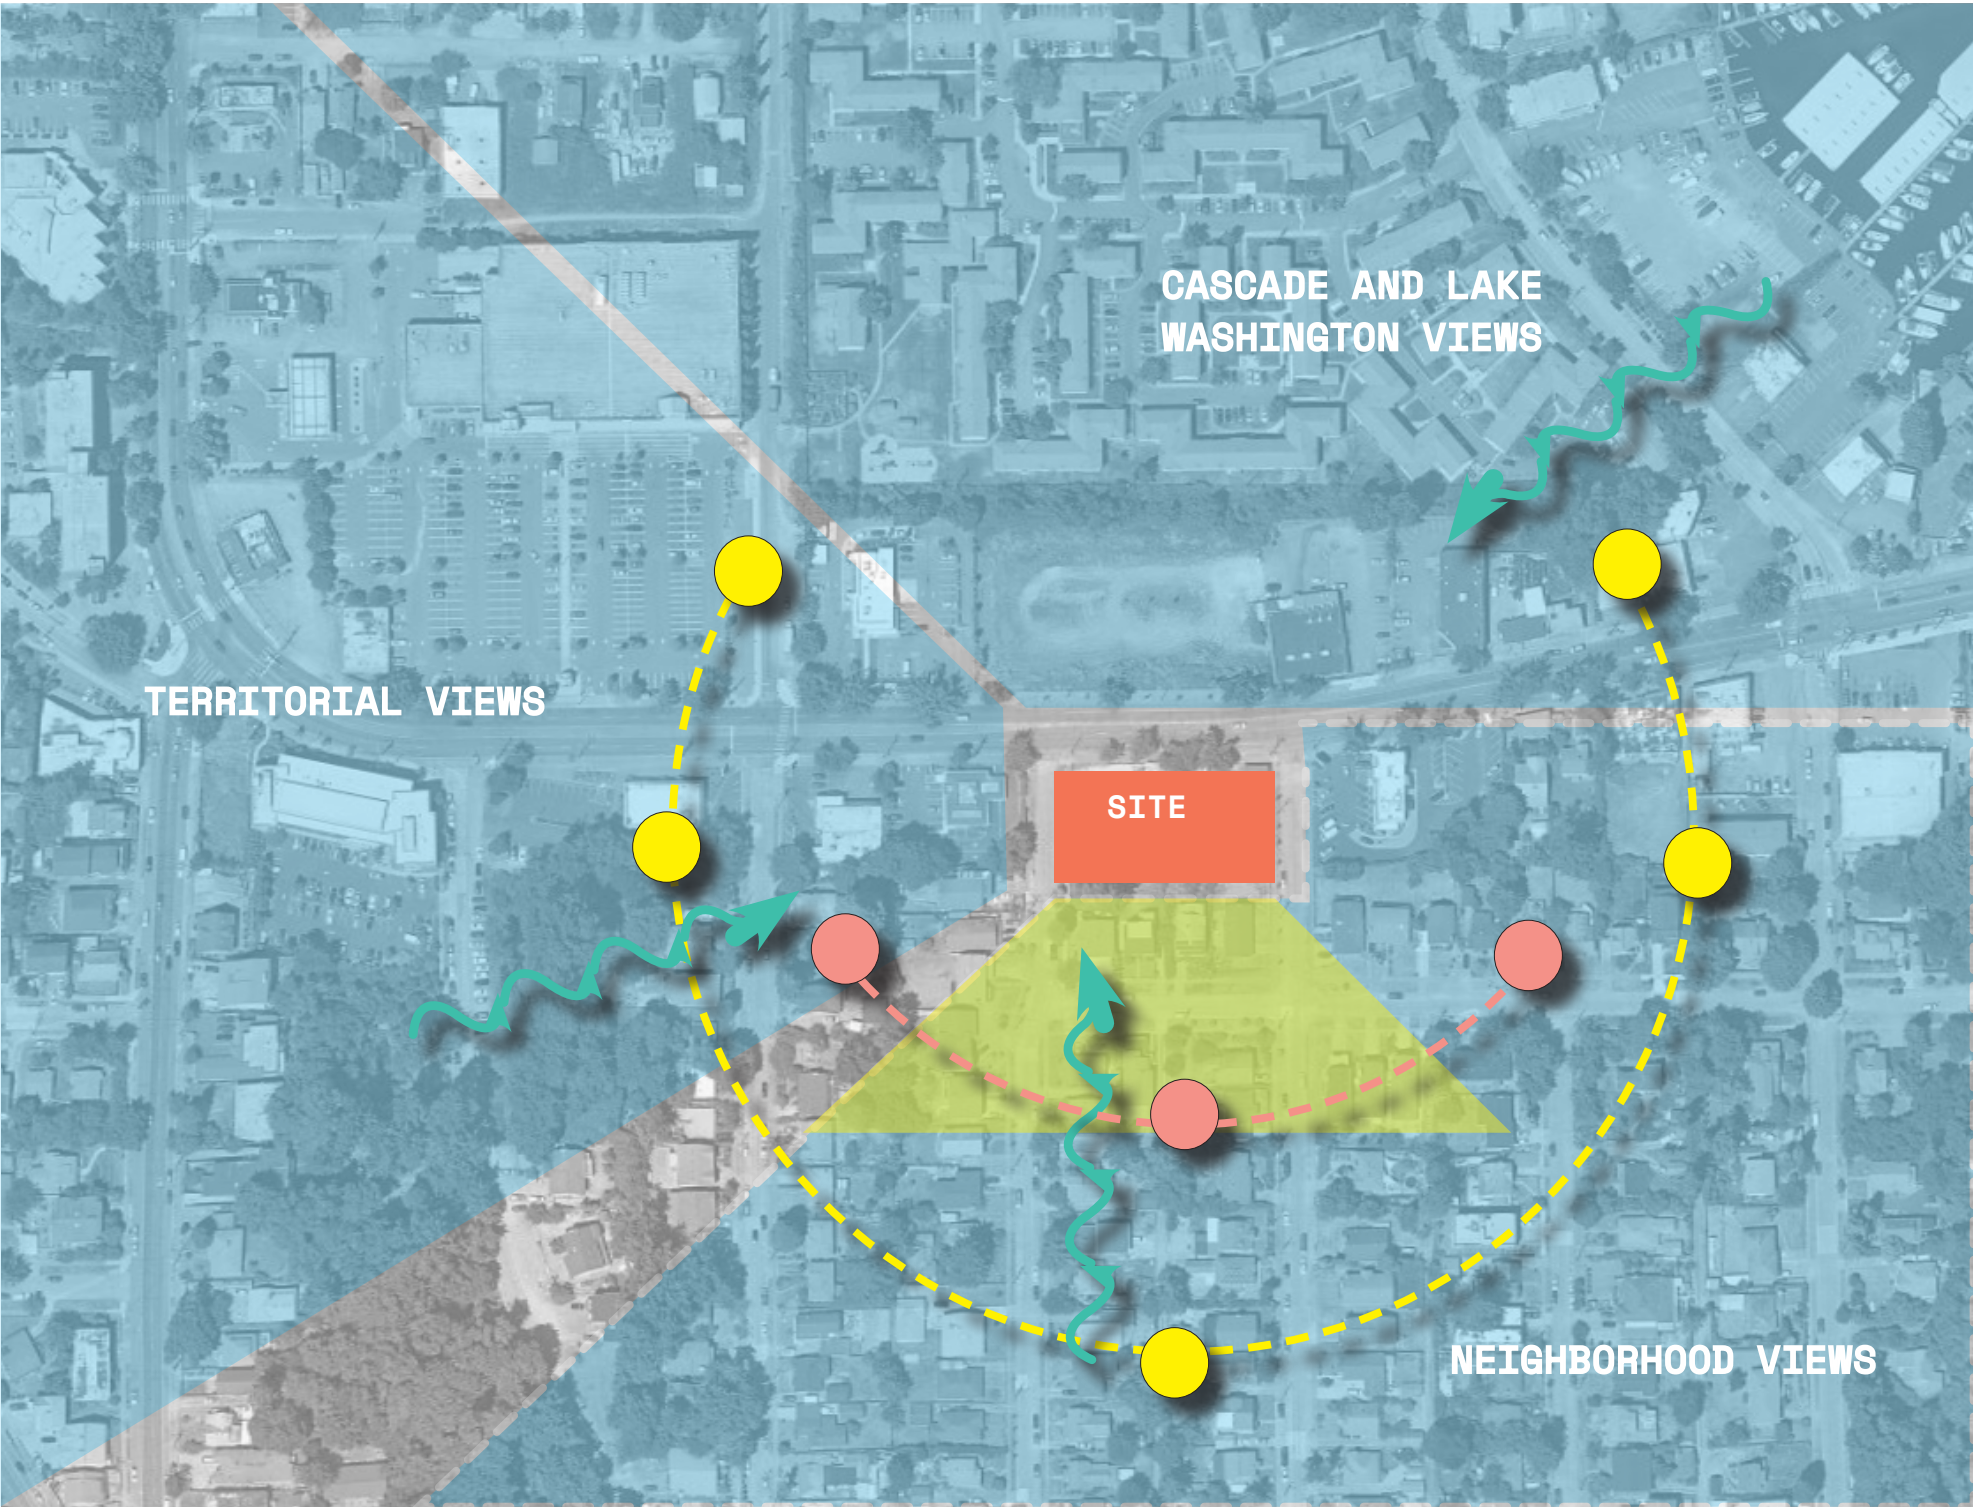 CASCADE AND LAKE
WASHINGTON VIEWS
TERRITORIAL VIEWS
SITE
NEIGHBORHOOD VIEWS